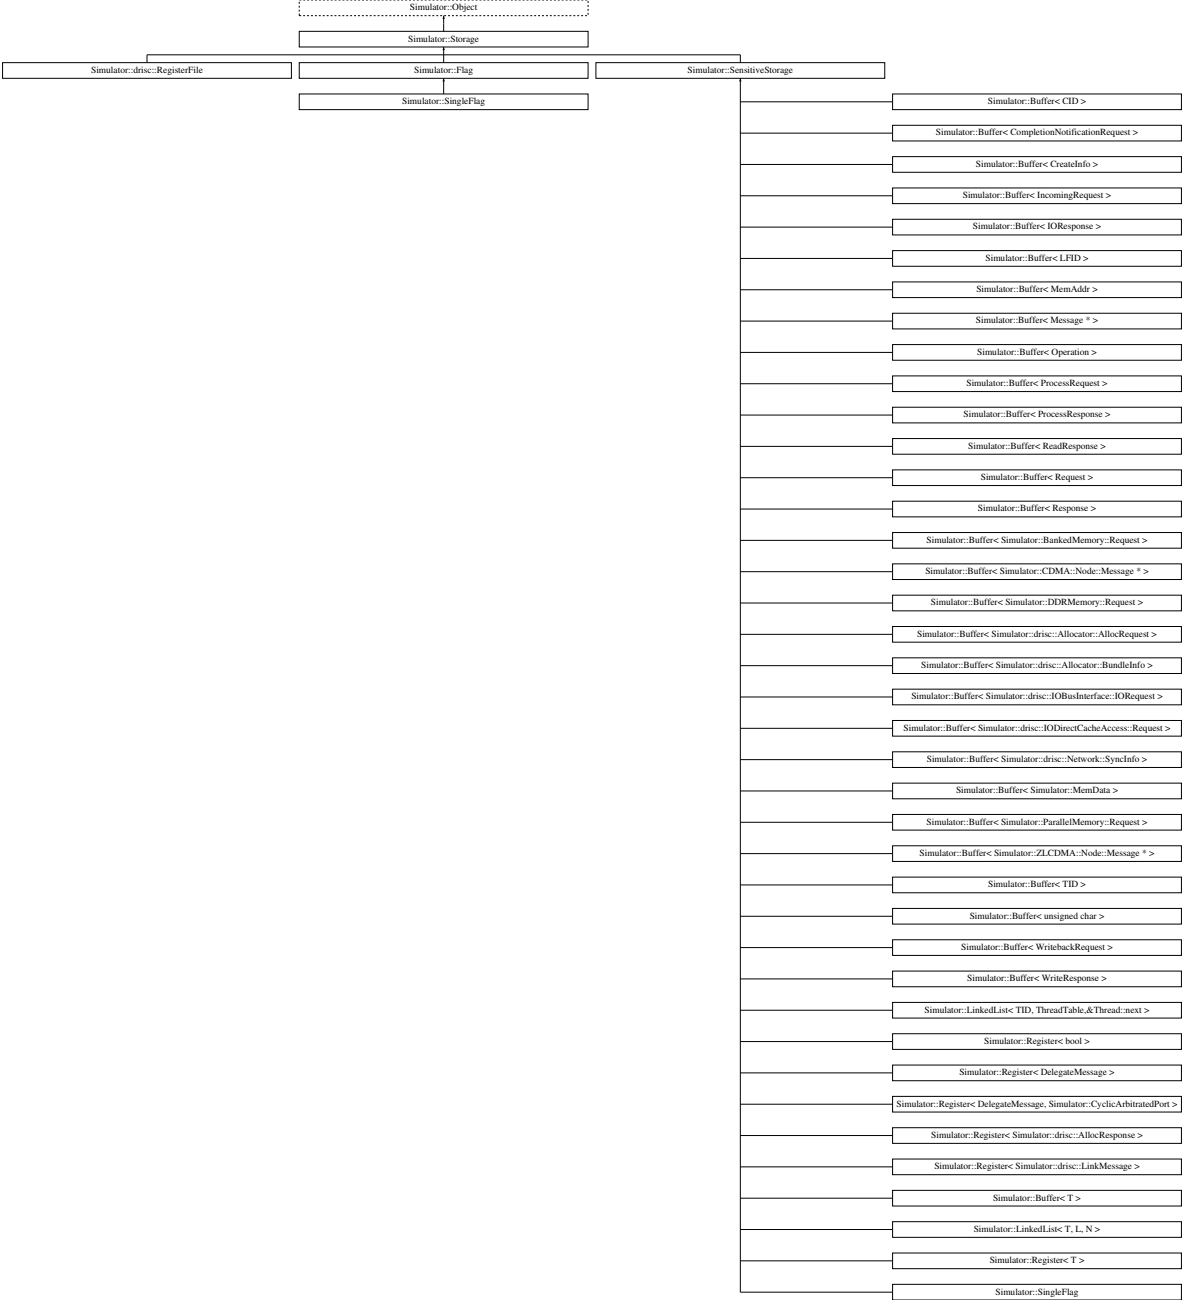 Simulator::Object
Simulator::Storage
Simulator::drisc::RegisterFile
Simulator::Flag
Simulator::SensitiveStorage
Simulator::SingleFlag
Simulator::Buffer< CID >
Simulator::Buffer< CompletionNotificationRequest >
Simulator::Buffer< CreateInfo >
Simulator::Buffer< IncomingRequest >
Simulator::Buffer< IOResponse >
Simulator::Buffer< LFID >
Simulator::Buffer< MemAddr >
Simulator::Buffer< Message * >
Simulator::Buffer< Operation >
Simulator::Buffer< ProcessRequest >
Simulator::Buffer< ProcessResponse >
Simulator::Buffer< ReadResponse >
Simulator::Buffer< Request >
Simulator::Buffer< Response >
Simulator::Buffer< Simulator::BankedMemory::Request >
Simulator::Buffer< Simulator::CDMA::Node::Message * >
Simulator::Buffer< Simulator::DDRMemory::Request >
Simulator::Buffer< Simulator::drisc::Allocator::AllocRequest >
Simulator::Buffer< Simulator::drisc::Allocator::BundleInfo >
Simulator::Buffer< Simulator::drisc::IOBusInterface::IORequest >
Simulator::Buffer< Simulator::drisc::IODirectCacheAccess::Request >
Simulator::Buffer< Simulator::drisc::Network::SyncInfo >
Simulator::Buffer< Simulator::MemData >
Simulator::Buffer< Simulator::ParallelMemory::Request >
Simulator::Buffer< Simulator::ZLCDMA::Node::Message * >
Simulator::Buffer< TID >
Simulator::Buffer< unsigned char >
Simulator::Buffer< WritebackRequest >
Simulator::Buffer< WriteResponse >
Simulator::LinkedList< TID, ThreadTable,&Thread::next >
Simulator::Register< bool >
Simulator::Register< DelegateMessage >
Simulator::Register< DelegateMessage, Simulator::CyclicArbitratedPort >
Simulator::Register< Simulator::drisc::AllocResponse >
Simulator::Register< Simulator::drisc::LinkMessage >
Simulator::Buffer< T >
Simulator::LinkedList< T, L, N >
Simulator::Register< T >
Simulator::SingleFlag